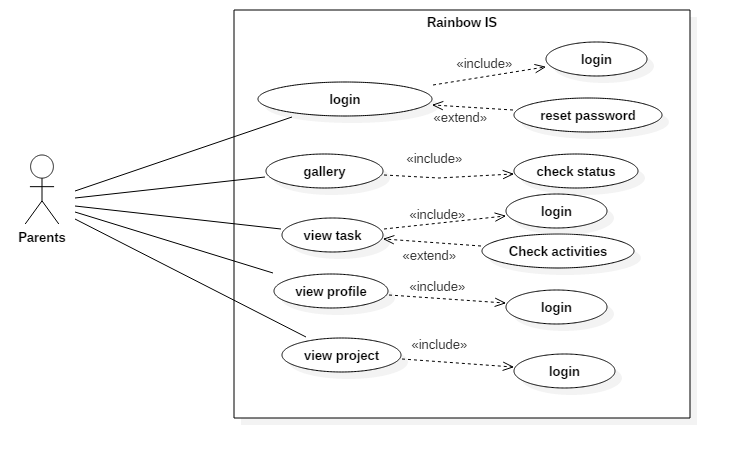 Rainbow IS
«include»
login
login
«extend»
reset password
gallery
«include»
check status
view task
«include»
login
«extend»
Check activities
Parents
view profile
«include»
login
view project
«include»
login